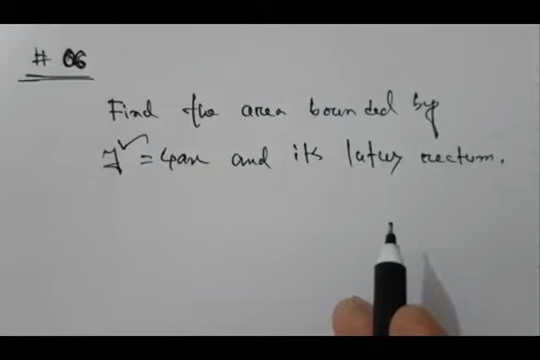 # 06
Find the area bounded by
y² = 4ax and its latus rectum.